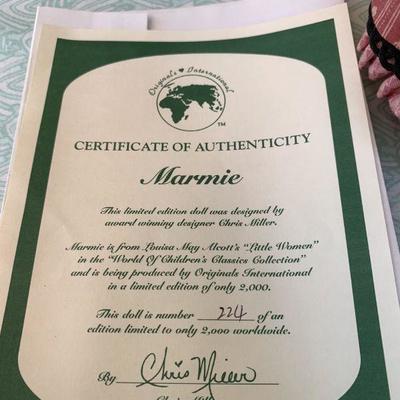 Originals ♥ International
TM
CERTIFICATE OF AUTHENTICITY
Marmie
This limited edition doll was designed by
award winning designer Chris Miller.
Marmie is from Louisa May Alcott's "Little Women"
in the "World Of Children's Classics Collection"
and is being produced by Originals International
in a limited edition of only 2,000.
This doll is number 224 of an
edition limited to only 2,000 worldwide.
By Chris Miller